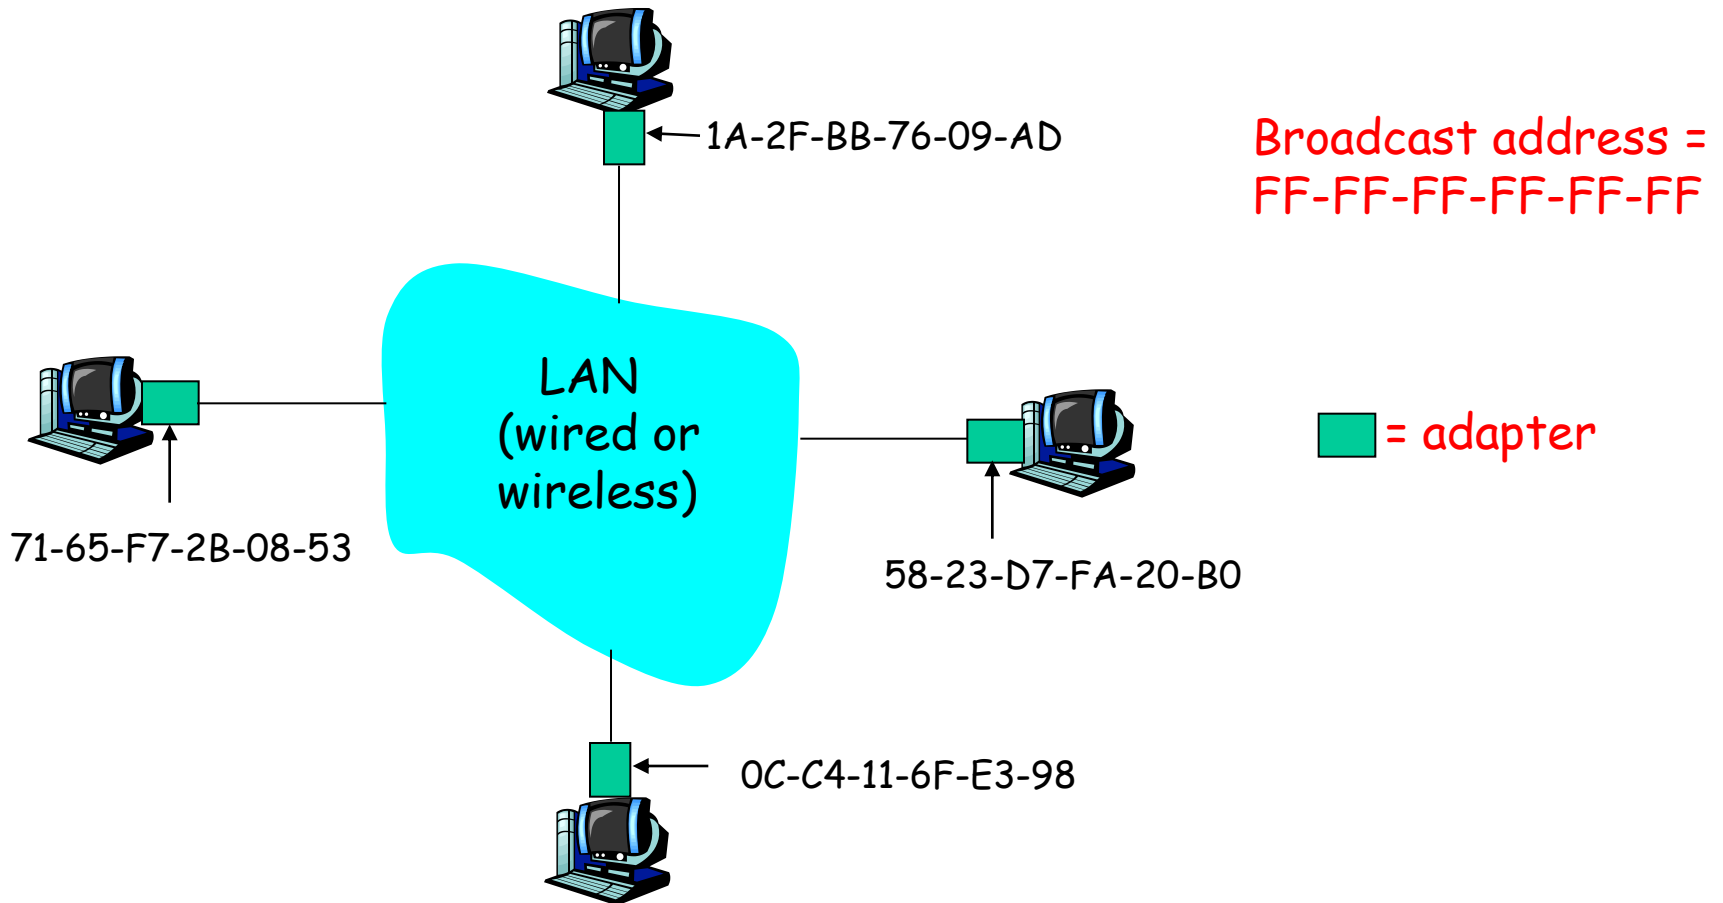 1A-2F-BB-76-09-AD
Broadcast address =
FF-FF-FF-FF-FF-FF
LAN
(wired or
wireless)
= adapter
71-65-F7-2B-08-53
58-23-D7-FA-20-B0
0C-C4-11-6F-E3-98